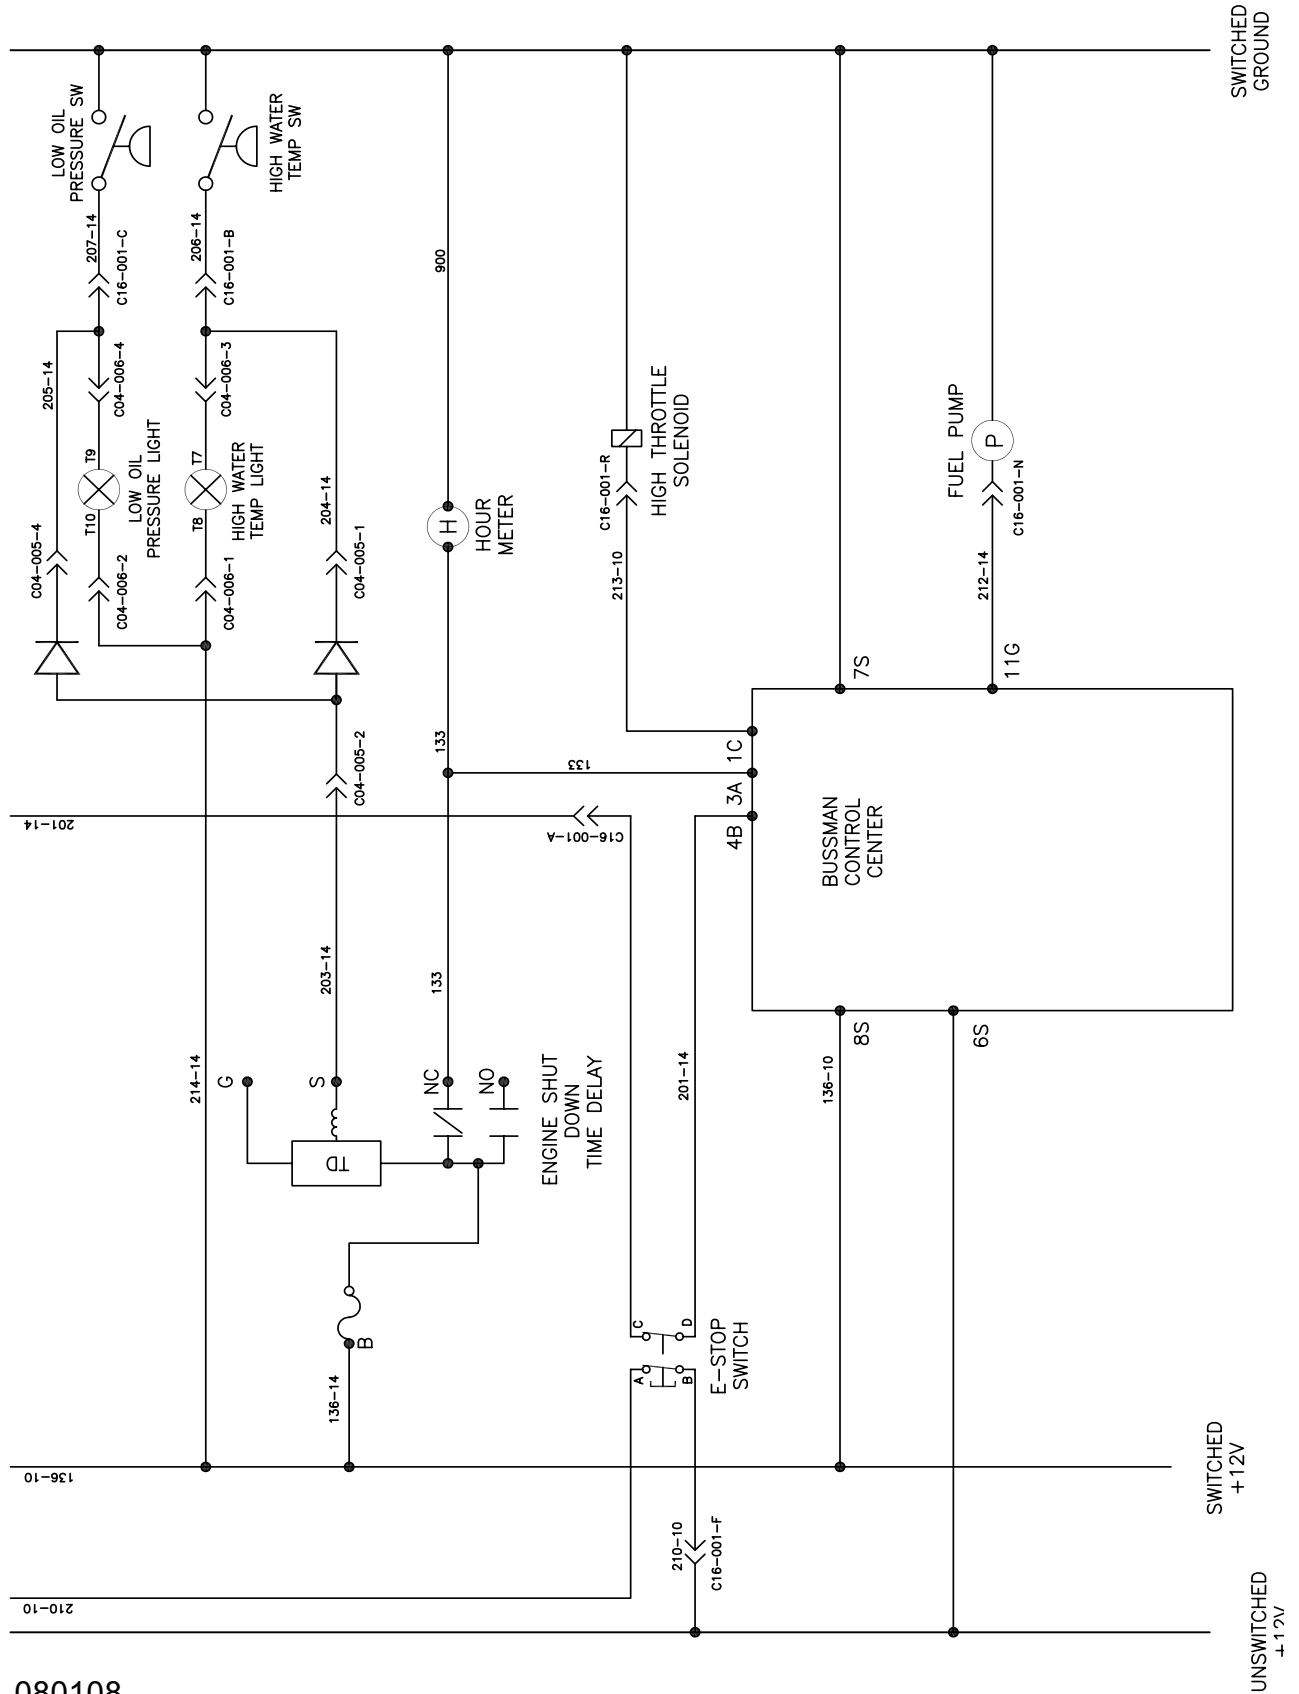 SWITCHED
GROUND
LOW OIL
PRESSURE SW
HIGH WATER
TEMP SW
207-14
C16-001-C
206-14
C16-001-B
900
205-14
C04-006-4
C04-006-3
T9
T10
LOW OIL
PRESSURE LIGHT
T7
T8
HIGH WATER
TEMP LIGHT
204-14
C04-005-4
C04-006-2
C04-006-1
C04-005-1
H
HOUR
METER
C16-001-R
HIGH THROTTLE
SOLENOID
213-10
FUEL PUMP
P
C16-001-N
212-14
7S
11G
C04-005-2
133
133
1C
3A
4B
201-14
C16-001-A
BUSSMAN
CONTROL
CENTER
203-14
133
214-14
G
S
NC
NO
TD
ENGINE SHUT
DOWN
TIME DELAY
201-14
136-10
8S
6S
B
136-14
C
D
A
B
E-STOP
SWITCH
136-10
SWITCHED
+12V
210-10
C16-001-F
210-10
UNSWITCHED
+12V
080108